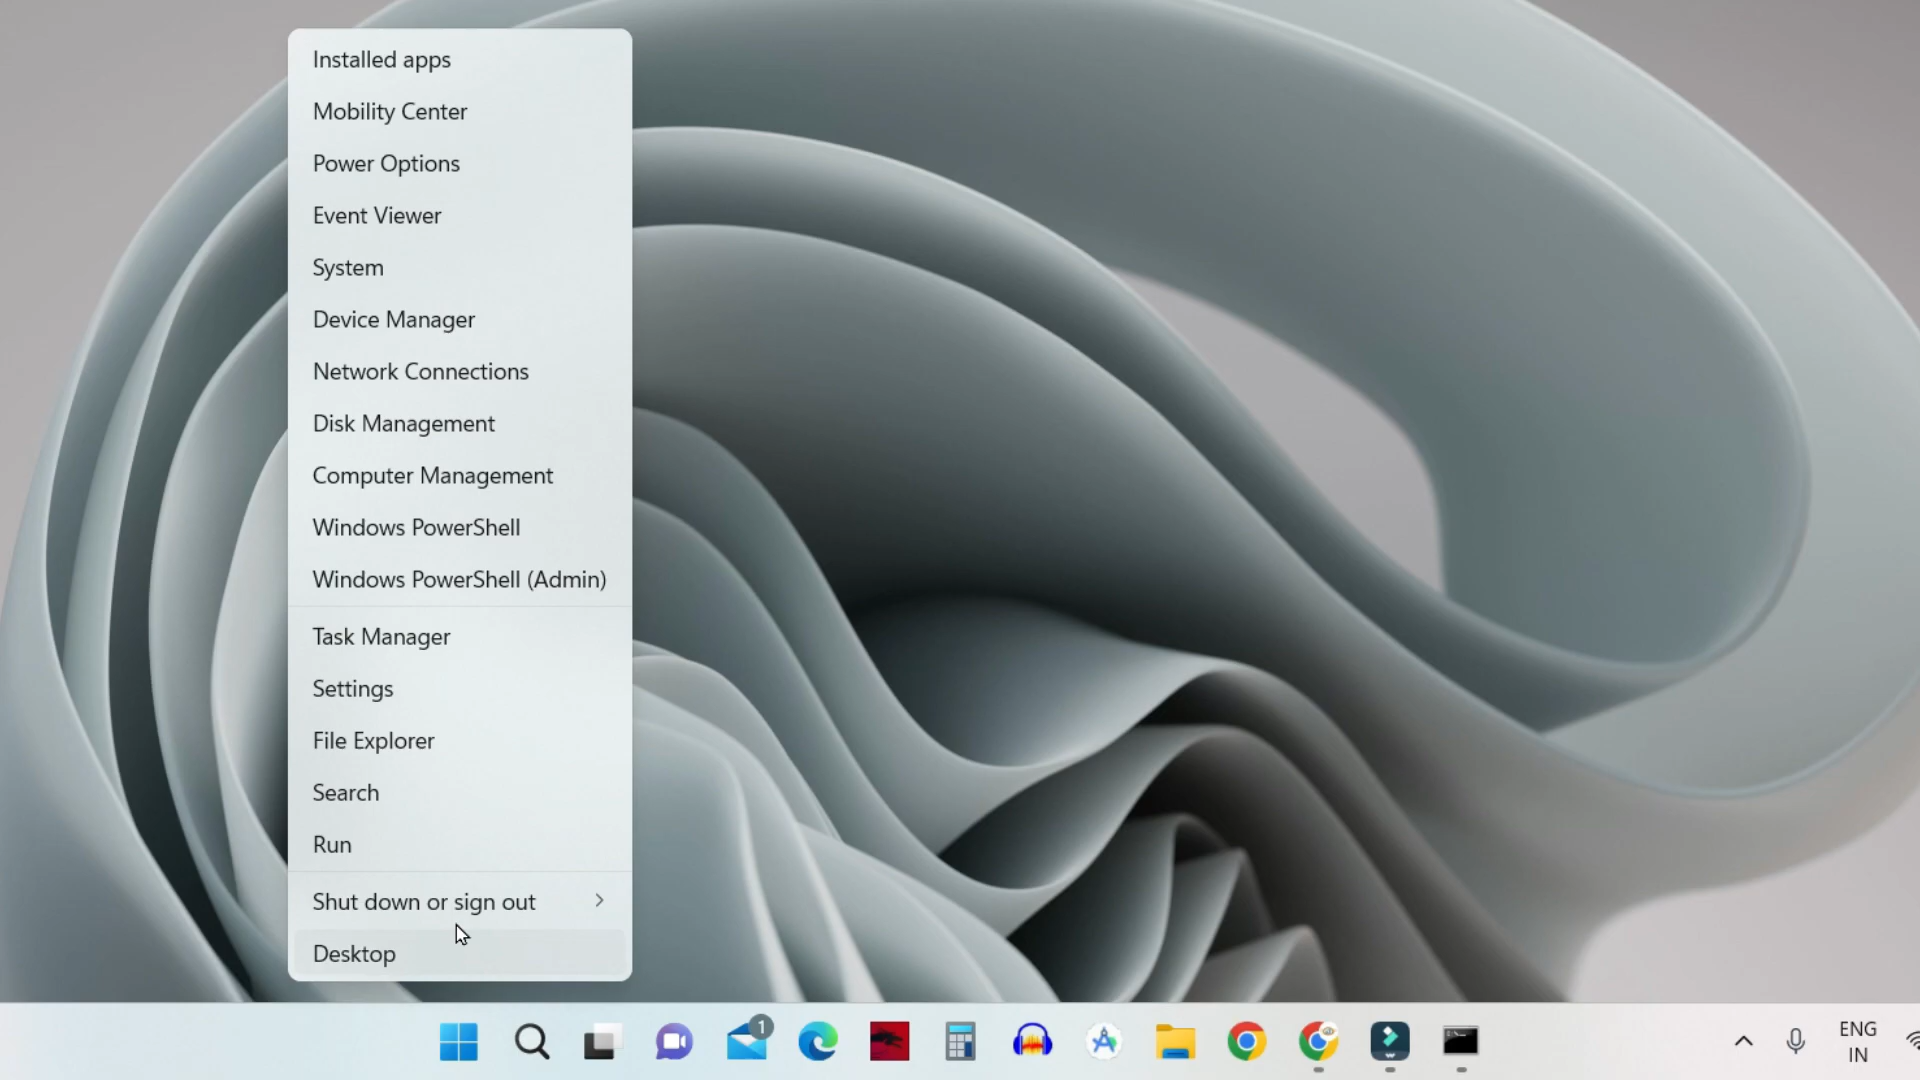 Installed apps
Mobility Center
Power Options
Event Viewer
System
Device Manager
Network Connections
Disk Management
Computer Management
Windows PowerShell
Windows PowerShell (Admin)
Task Manager
Settings
File Explorer
Search
Run
Shut down or sign out
Desktop
1
ENG
IN